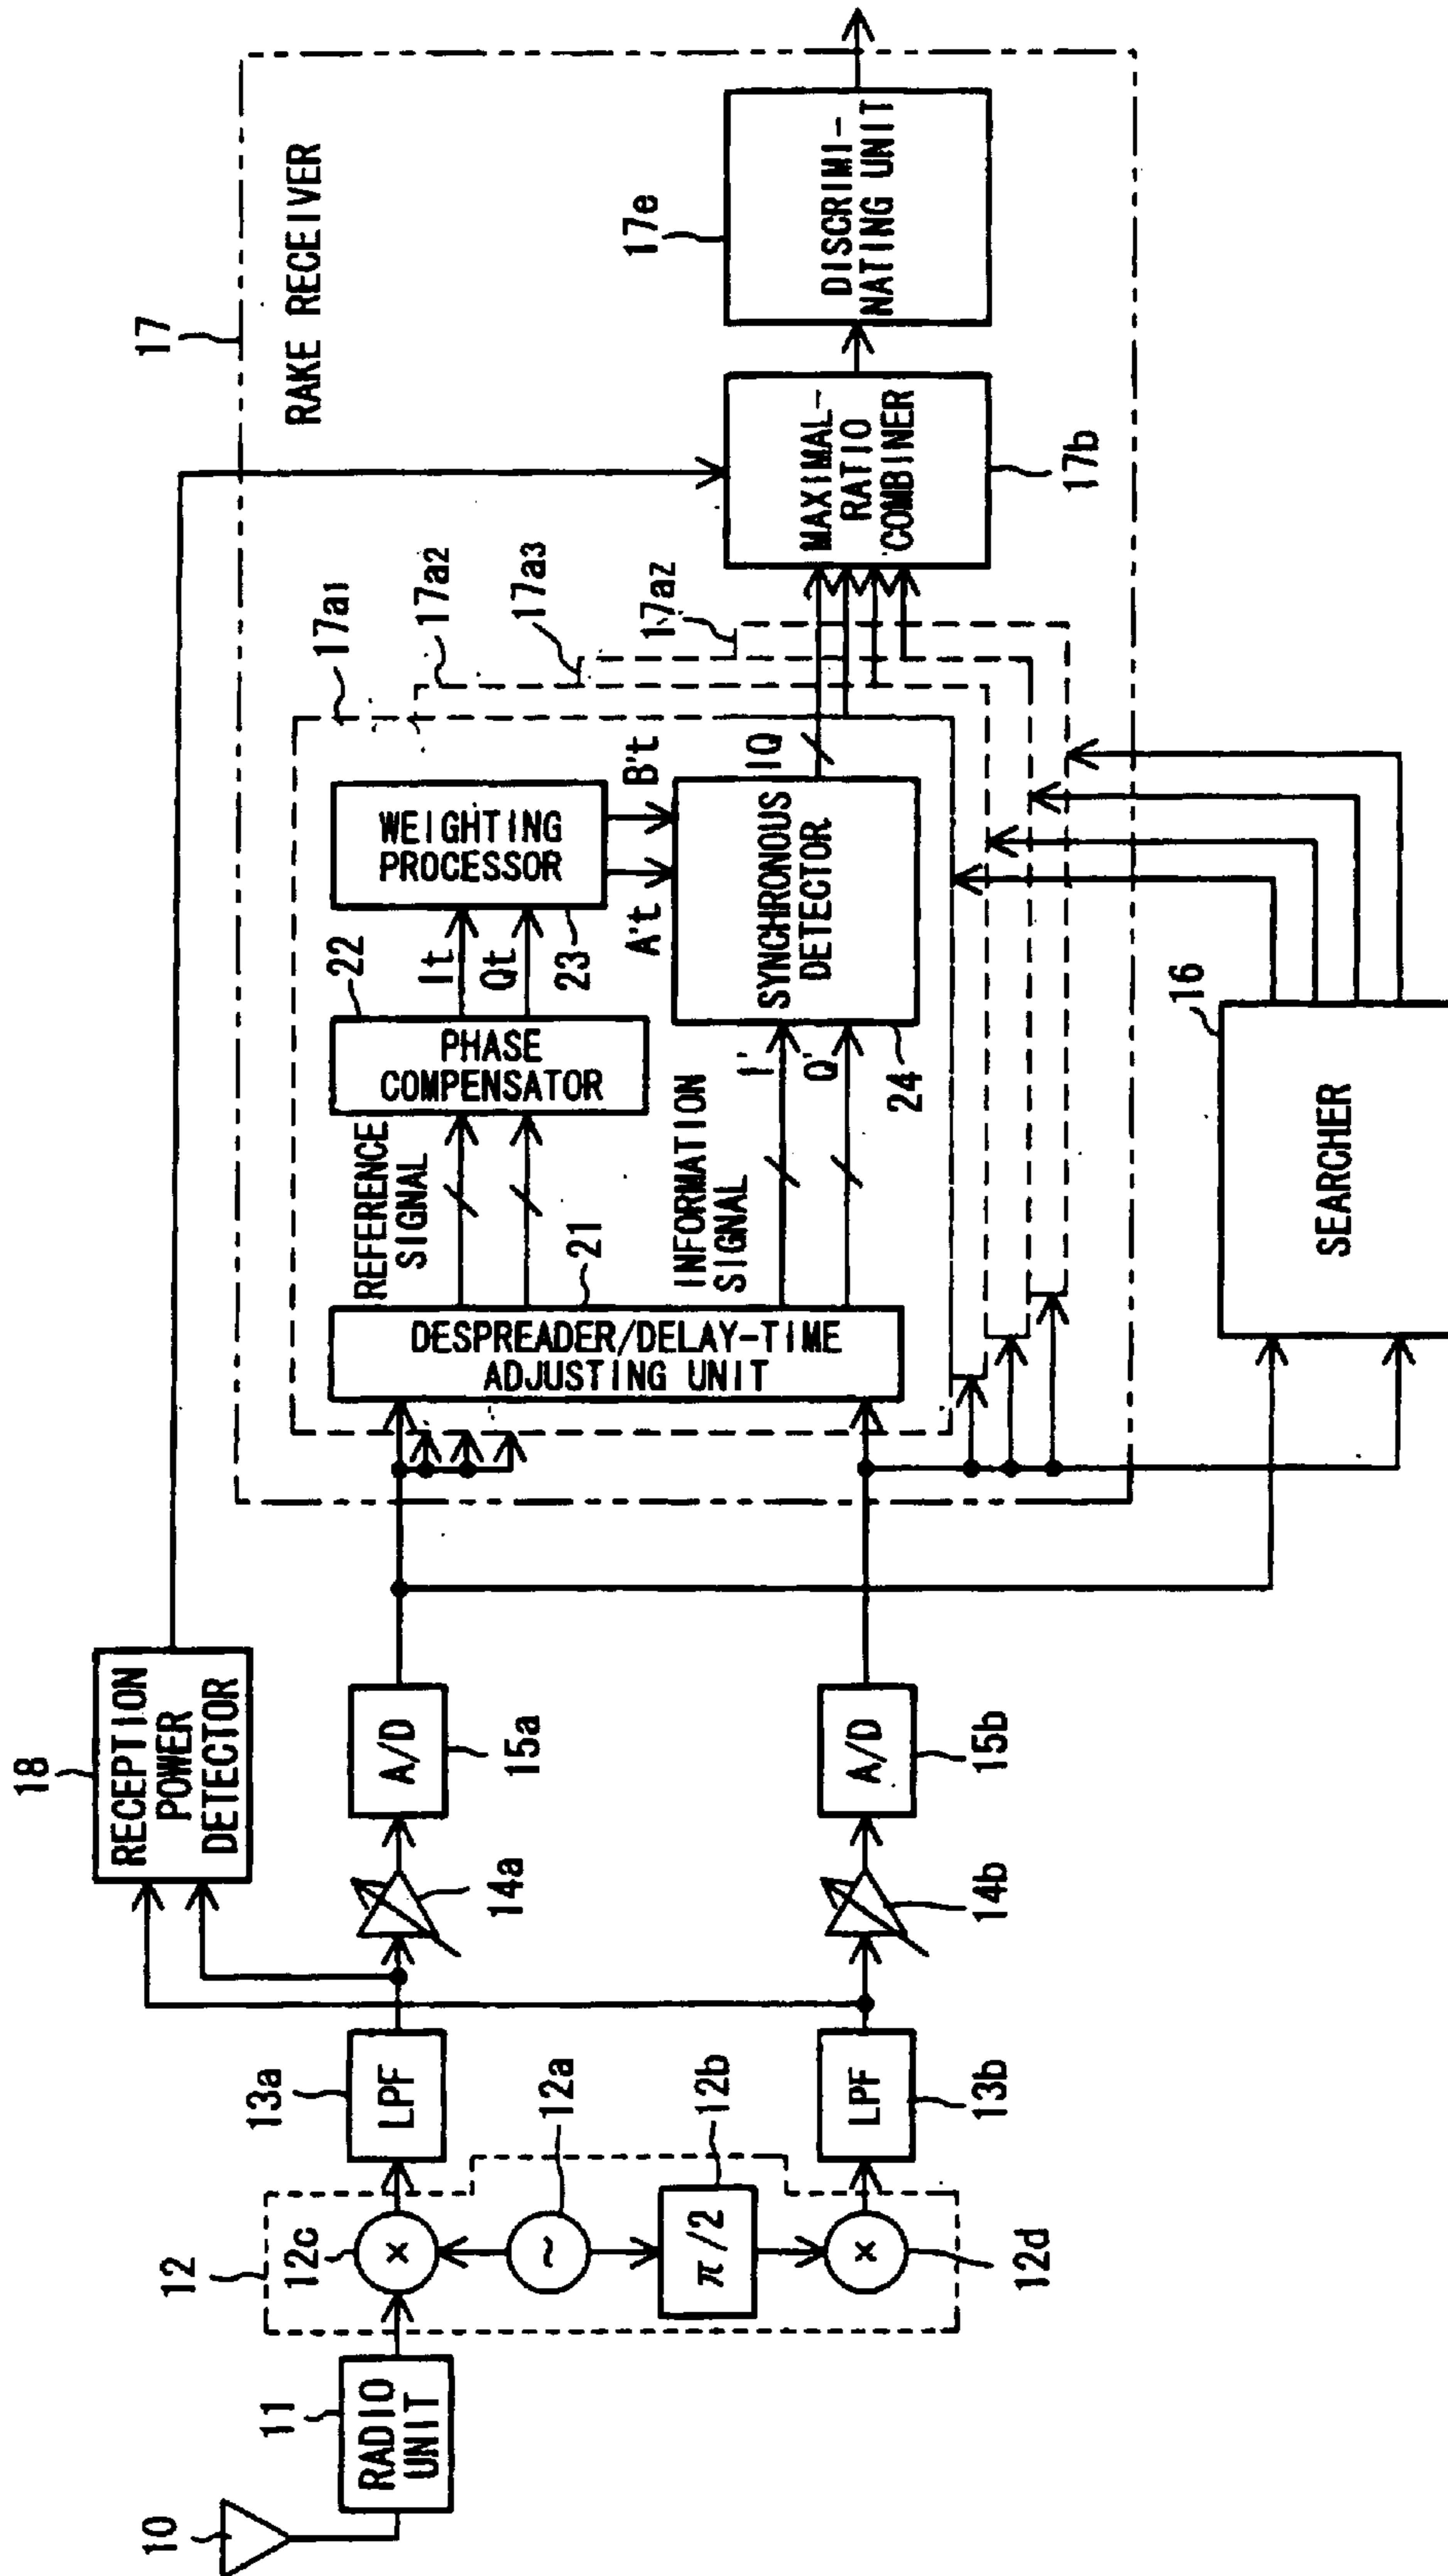 10
11
RADIO
UNIT
12
12c
×
12a
~
12b
π/2
×
12d
13a
LPF
LPF
13b
14a
14b
18
RECEPTION
POWER
DETECTOR
A/D
15a
A/D
15b
17
RAKE RECEIVER
17a1
17a2
17a3
17aZ
DESPREADER/DELAY-TIME
ADJUSTING UNIT
21
REFERENCE
SIGNAL
INFORMATION
SIGNAL
22
PHASE
COMPENSATOR
It
Qt
I'
Q'
WEIGHTING
PROCESSOR
23
A't
B't
SYNCHRONOUS
DETECTOR
24
IQ
MAXIMAL-
RATIO
COMBINER
17b
17e
DISCRIMI-
NATING UNIT
16
SEARCHER